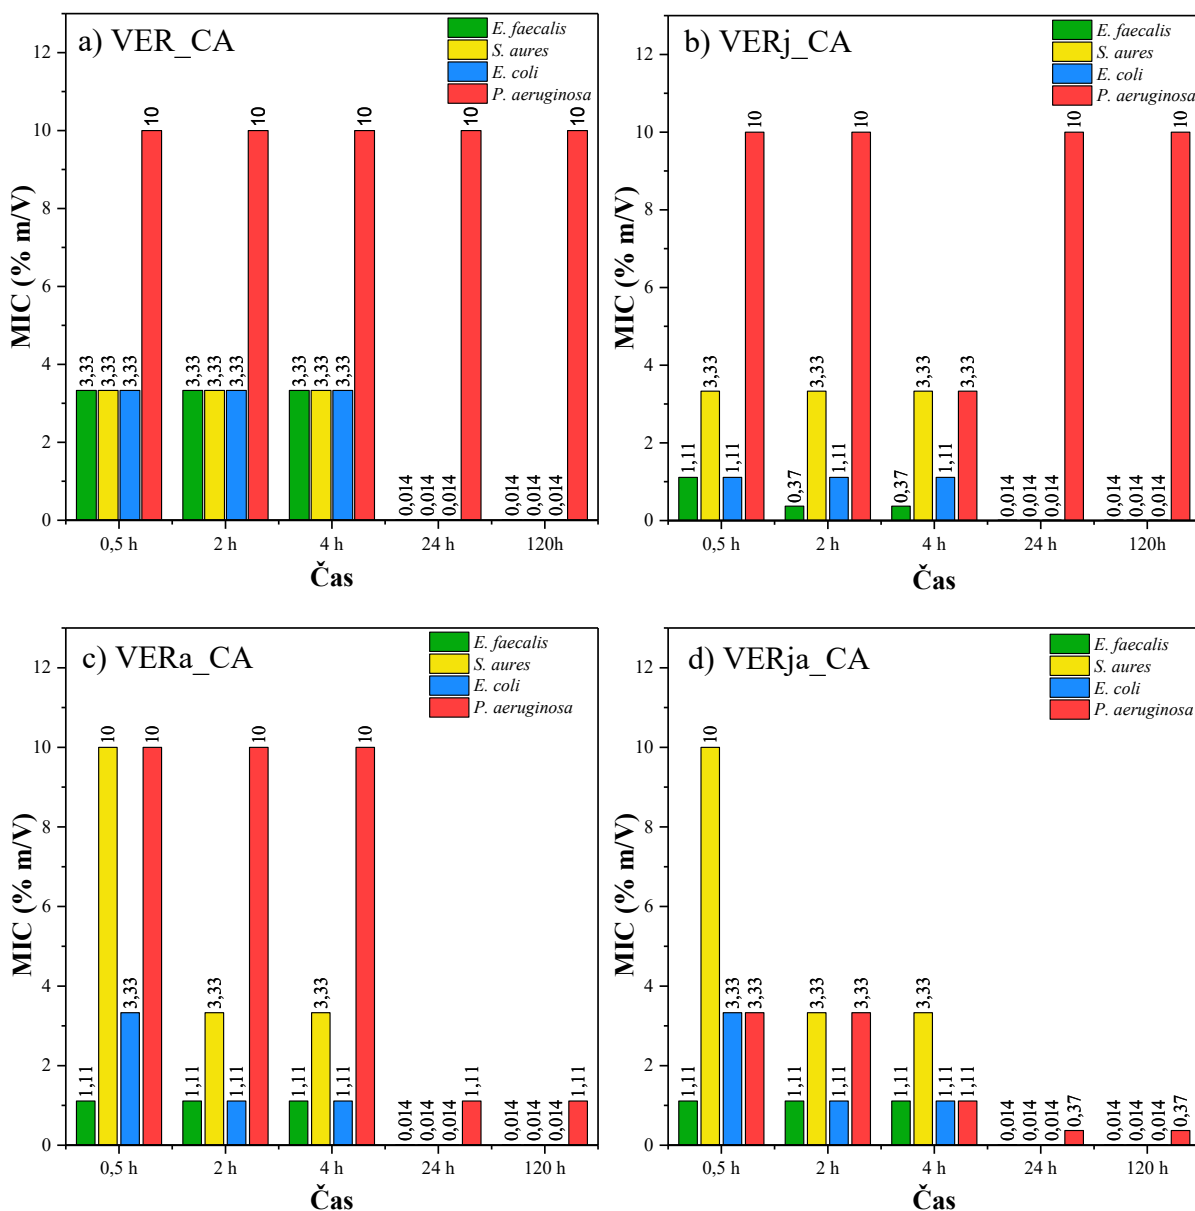 a) VER_CA
E. faecalis
S. aures
E. coli
P. aeruginosa
MIC (% m/V)
12
10
8
6
4
2
0
3,33 3,33 3,33 10
3,33 3,33 3,33 10
3,33 3,33 3,33 10
0,014 0,014 0,014 10
0,014 0,014 0,014 10
0,5 h 2 h 4 h 24 h 120h
Čas
b) VERj_CA
E. faecalis
S. aures
E. coli
P. aeruginosa
MIC (% m/V)
12
10
8
6
4
2
0
1,11 3,33 1,11 10
0,37 3,33 1,11 10
0,37 3,33 1,11 3,33
0,014 0,014 0,014 10
0,014 0,014 0,014 10
0,5 h 2 h 4 h 24 h 120h
Čas
c) VERa_CA
E. faecalis
S. aures
E. coli
P. aeruginosa
MIC (% m/V)
12
10
8
6
4
2
0
1,11 10 3,33 10
1,11 3,33 1,11 10
1,11 3,33 1,11 10
0,014 0,014 0,014 1,11
0,014 0,014 0,014 1,11
0,5 h 2 h 4 h 24 h 120 h
Čas
d) VERja_CA
E. faecalis
S. aures
E. coli
P. aeruginosa
MIC (% m/V)
12
10
8
6
4
2
0
1,11 10 3,33 3,33
1,11 3,33 1,11 3,33
1,11 3,33 1,11 1,11
0,014 0,014 0,014 0,37
0,014 0,014 0,014 0,37
0,5 h 2 h 4 h 24 h 120 h
Čas